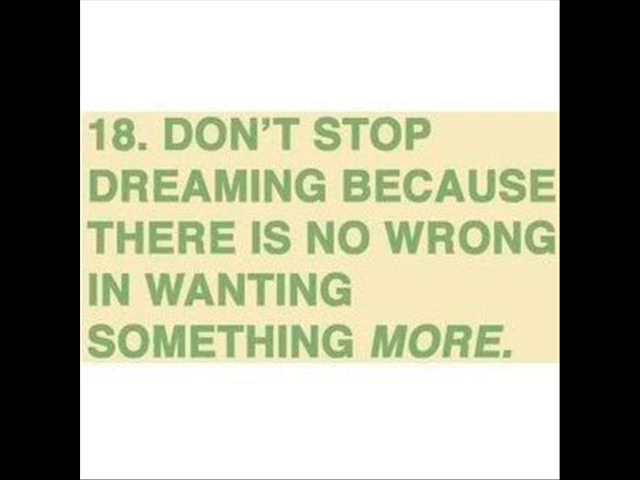 18. DON'T STOP
DREAMING BECAUSE
THERE IS NO WRONG
IN WANTING
SOMETHING MORE.